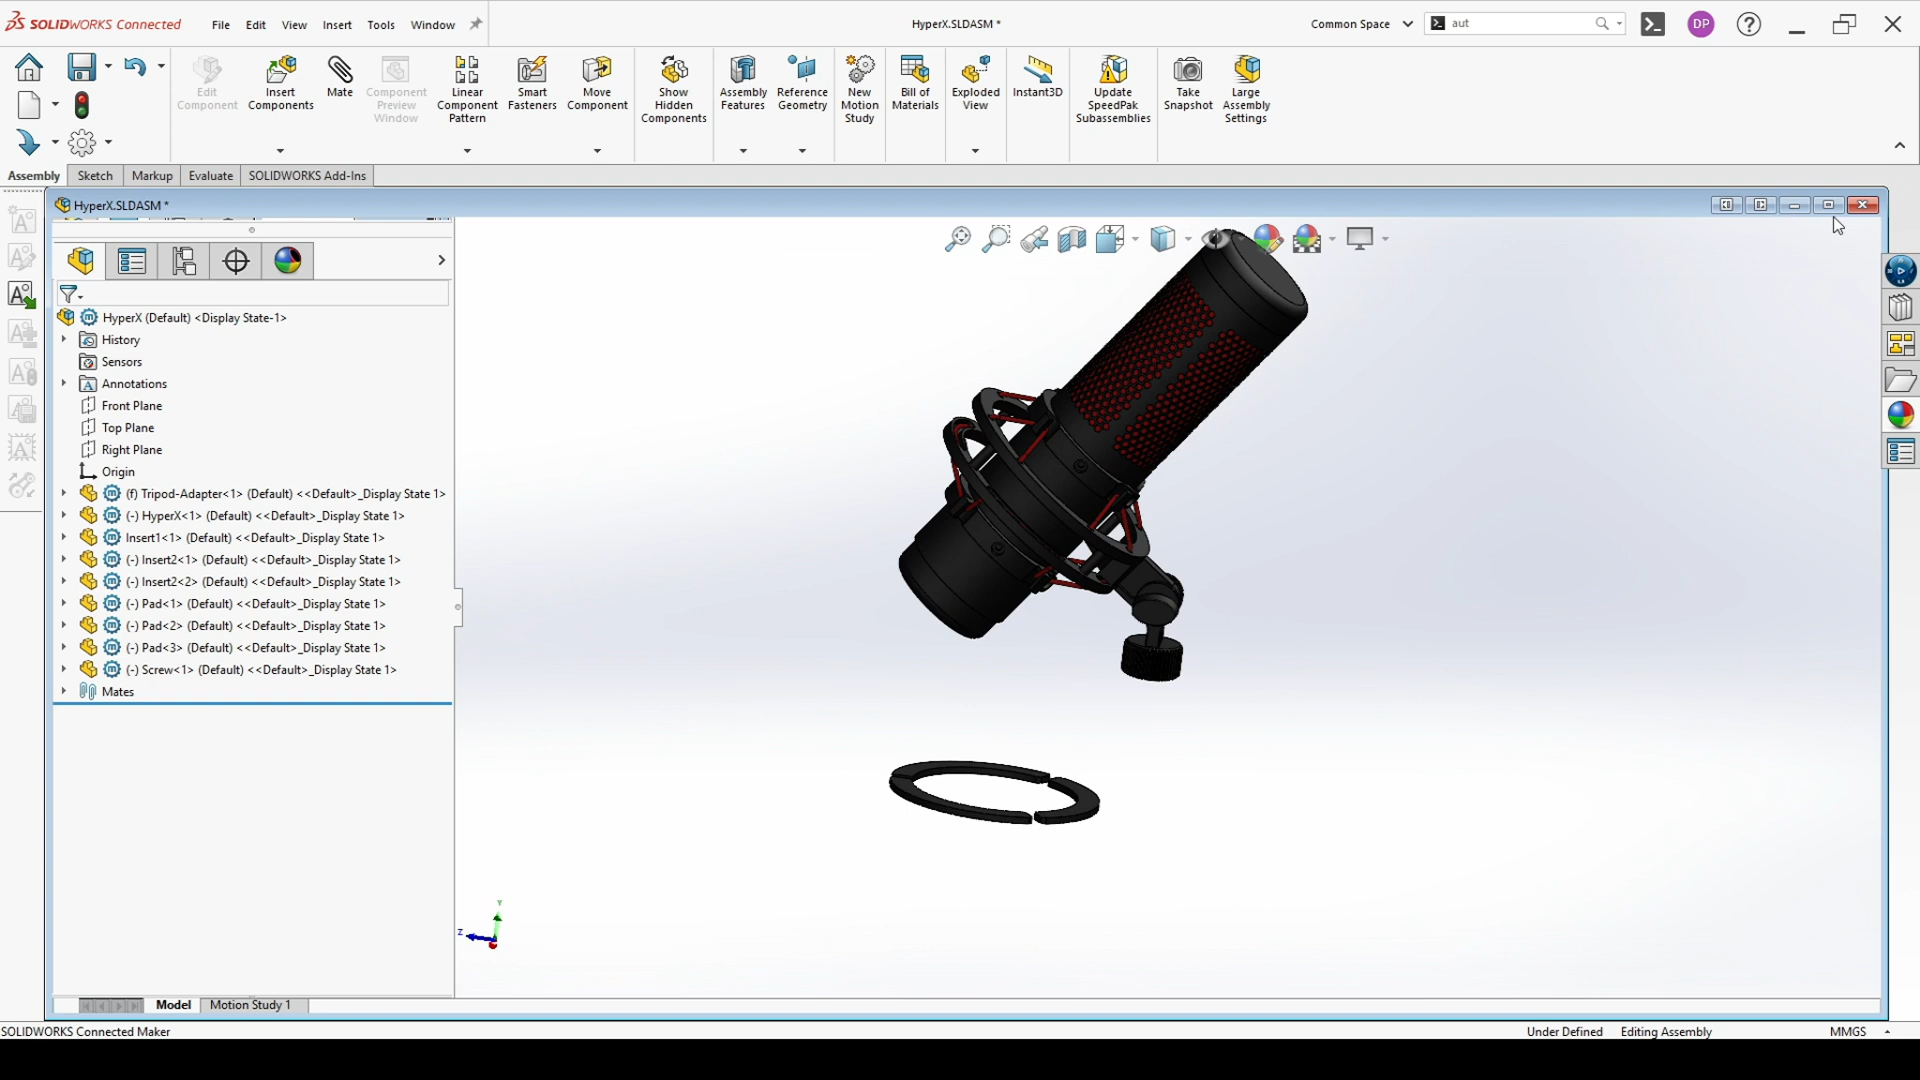 SOLIDWORKS Connected File Edit View Insert Tools Window HyperX.SLDASM * Common Space aut DP
Edit Component
Insert Components
Mate
Component Preview Window
Linear Component Pattern
Smart Fasteners
Move Component
Show Hidden Components
Assembly Features
Reference Geometry
New Motion Study
Bill of Materials
Exploded View
Instant3D
Update SpeedPak Subassemblies
Take Snapshot
Large Assembly Settings
Assembly Sketch Markup Evaluate SOLIDWORKS Add-Ins
HyperX.SLDASM *
HyperX (Default) <Display State-1>
History
Sensors
Annotations
Front Plane
Top Plane
Right Plane
Origin
(f) Tripod-Adapter<1> (Default) <<Default>_Display State 1>
(-) HyperX<1> (Default) <<Default>_Display State 1>
Insert1<1> (Default) <<Default>_Display State 1>
(-) Insert2<1> (Default) <<Default>_Display State 1>
(-) Insert2<2> (Default) <<Default>_Display State 1>
(-) Pad<1> (Default) <<Default>_Display State 1>
(-) Pad<2> (Default) <<Default>_Display State 1>
(-) Pad<3> (Default) <<Default>_Display State 1>
(-) Screw<1> (Default) <<Default>_Display State 1>
Mates
Y
Z
Model Motion Study 1
SOLIDWORKS Connected Maker Under Defined Editing Assembly MMGS